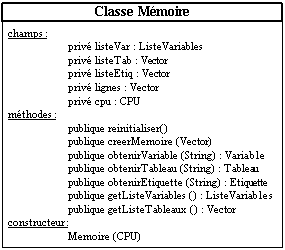 Classe Mémoire
champs :
privé listeVar : ListeVariables
privé listeTab : Vector
privé listeEtiq : Vector
privé lignes : Vector
privé cpu : CPU
méthodes :
publique reinitialiser()
publique creerMemoire (Vector)
publique obtenirVariable (String) : Variable
publique obtenirTableau (String) : Tableau
publique obtenirEtiquette (String) : Etiquette
publique getListeVariables () : ListeVariables
publique getListeTableaux () : Vector
constructeur :
Memoire (CPU)